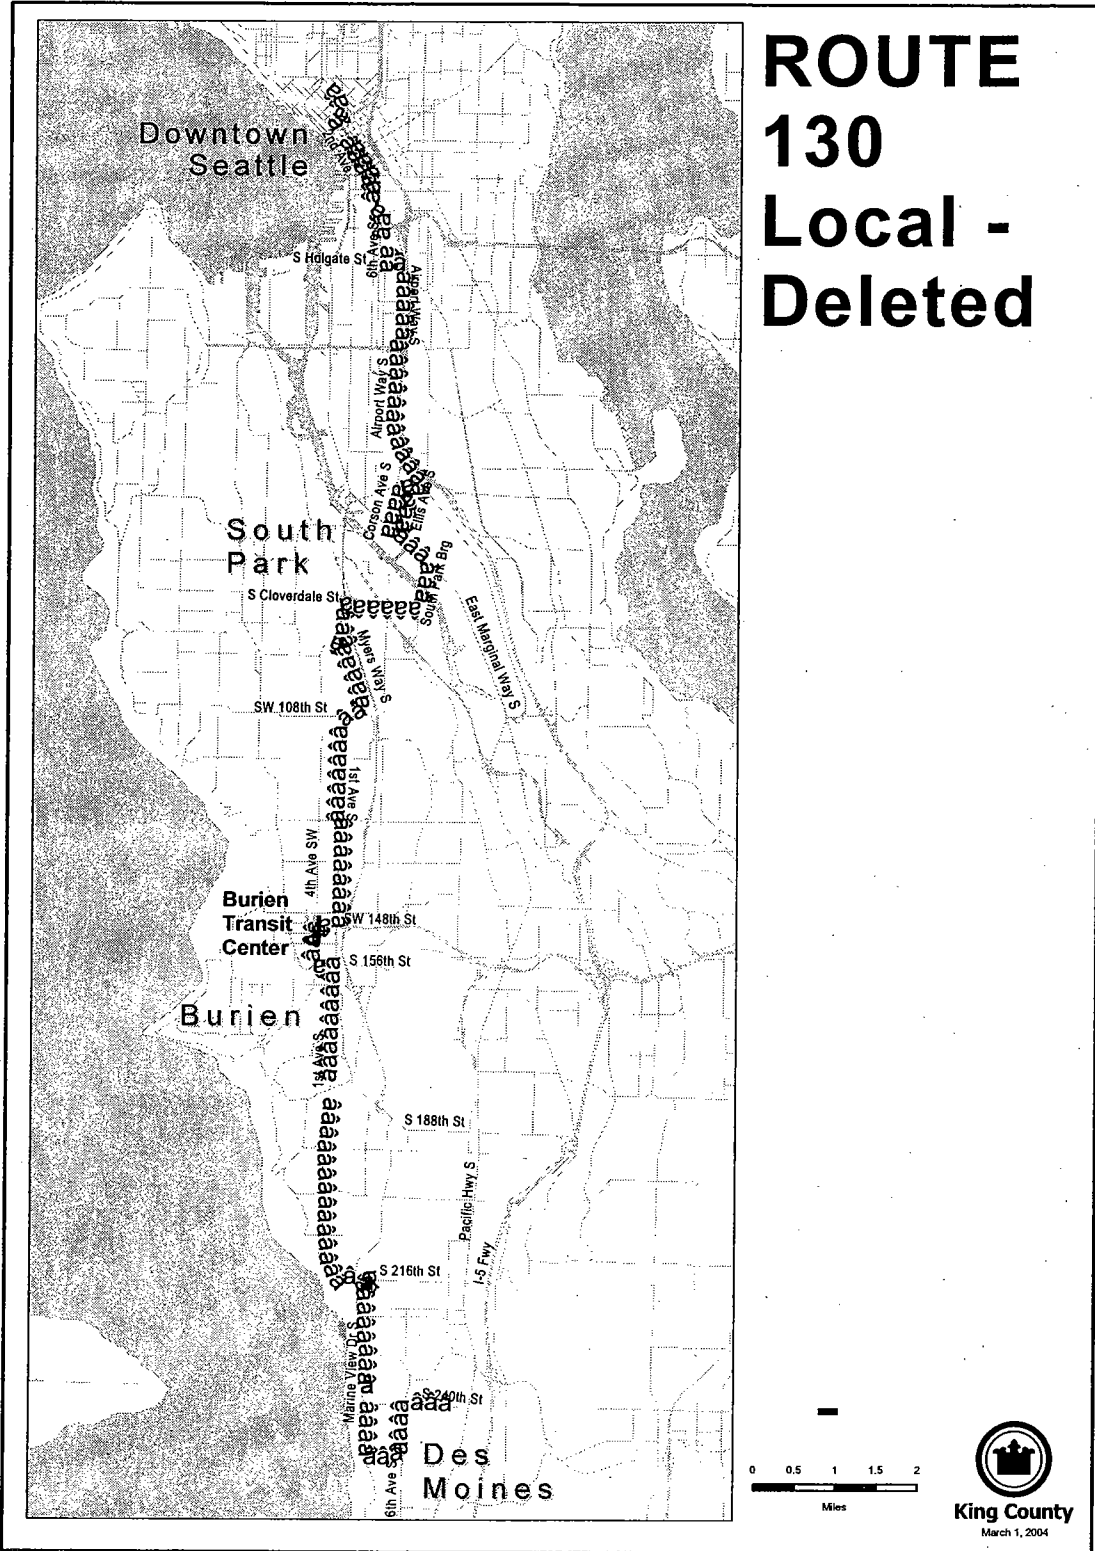 ROUTE
130
Local -
Deleted
Downtown
Seattle
2nd Ave
S Holgate St
6th Ave S
Airport Way S
Airport Way S
Corson Ave S
Ellis Ave S
South
Park
South Park Brg
S Cloverdale St
East Marginal Way S
Myers Way S
SW 108th St
1st Ave S
4th Ave SW
Burien
Transit
Center
SW 148th St
S 156th St
Burien
1st Ave S
S 188th St
Pacific Hwy S
I-5 Fwy
S 216th St
Marine View Dr S
S 240th St
Des
Moines
6th Ave S
0 0.5 1 1.5 2
Miles
King County
March 1, 2004